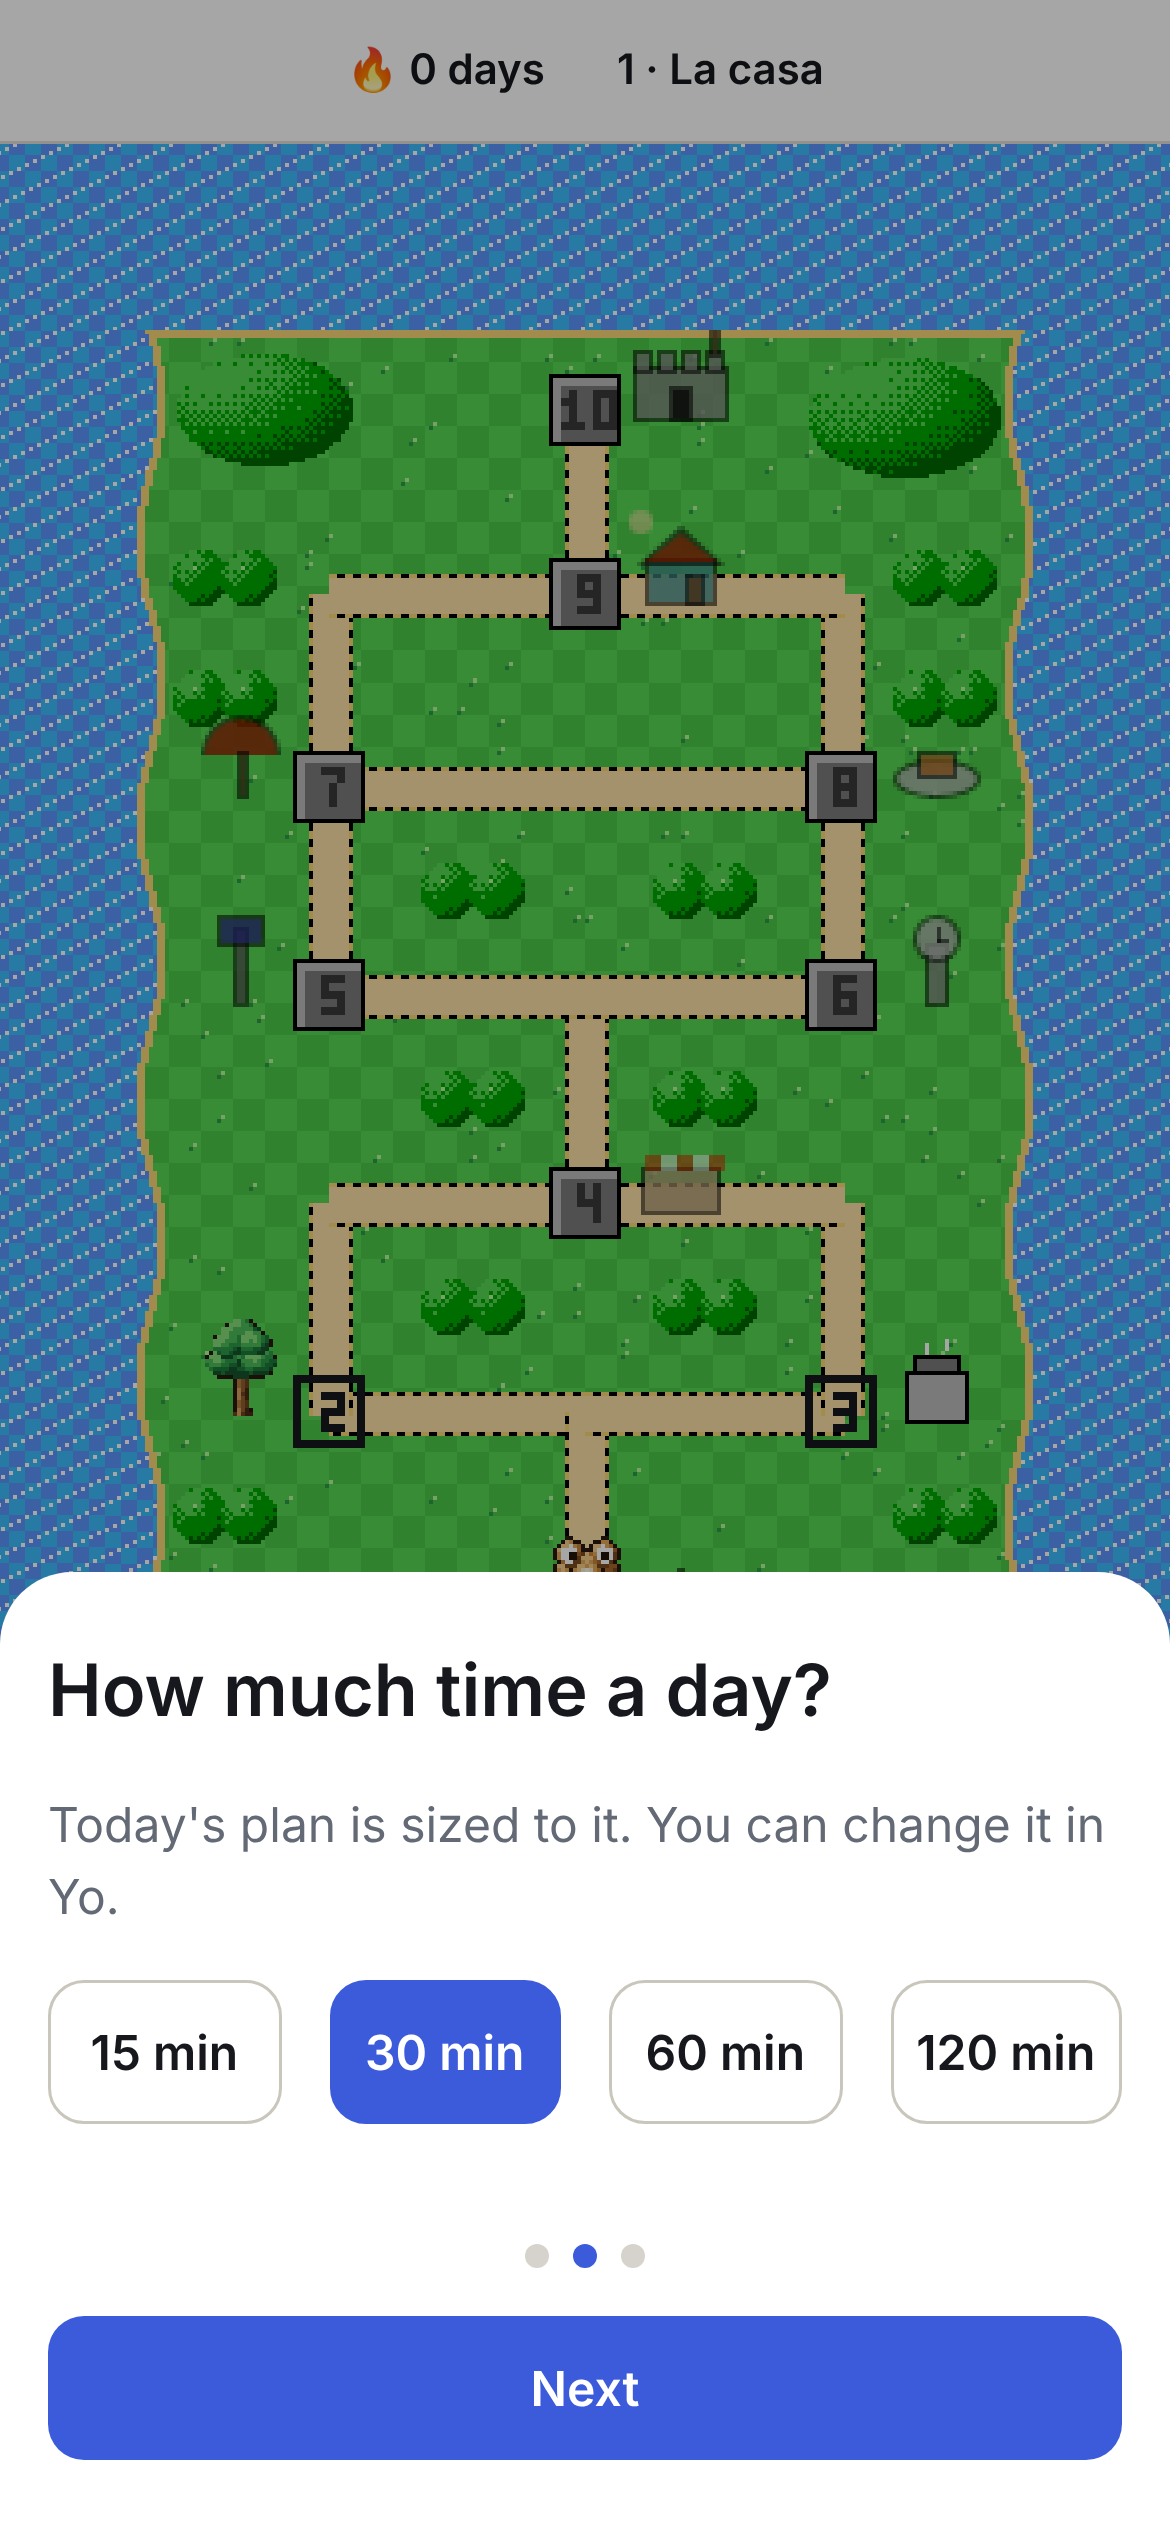 🔥 0 days 1 · La casa
10
9
7 8
5 6
4
2 3
How much time a day?
Today's plan is sized to it. You can change it in
Yo.
15 min 30 min 60 min 120 min
Next